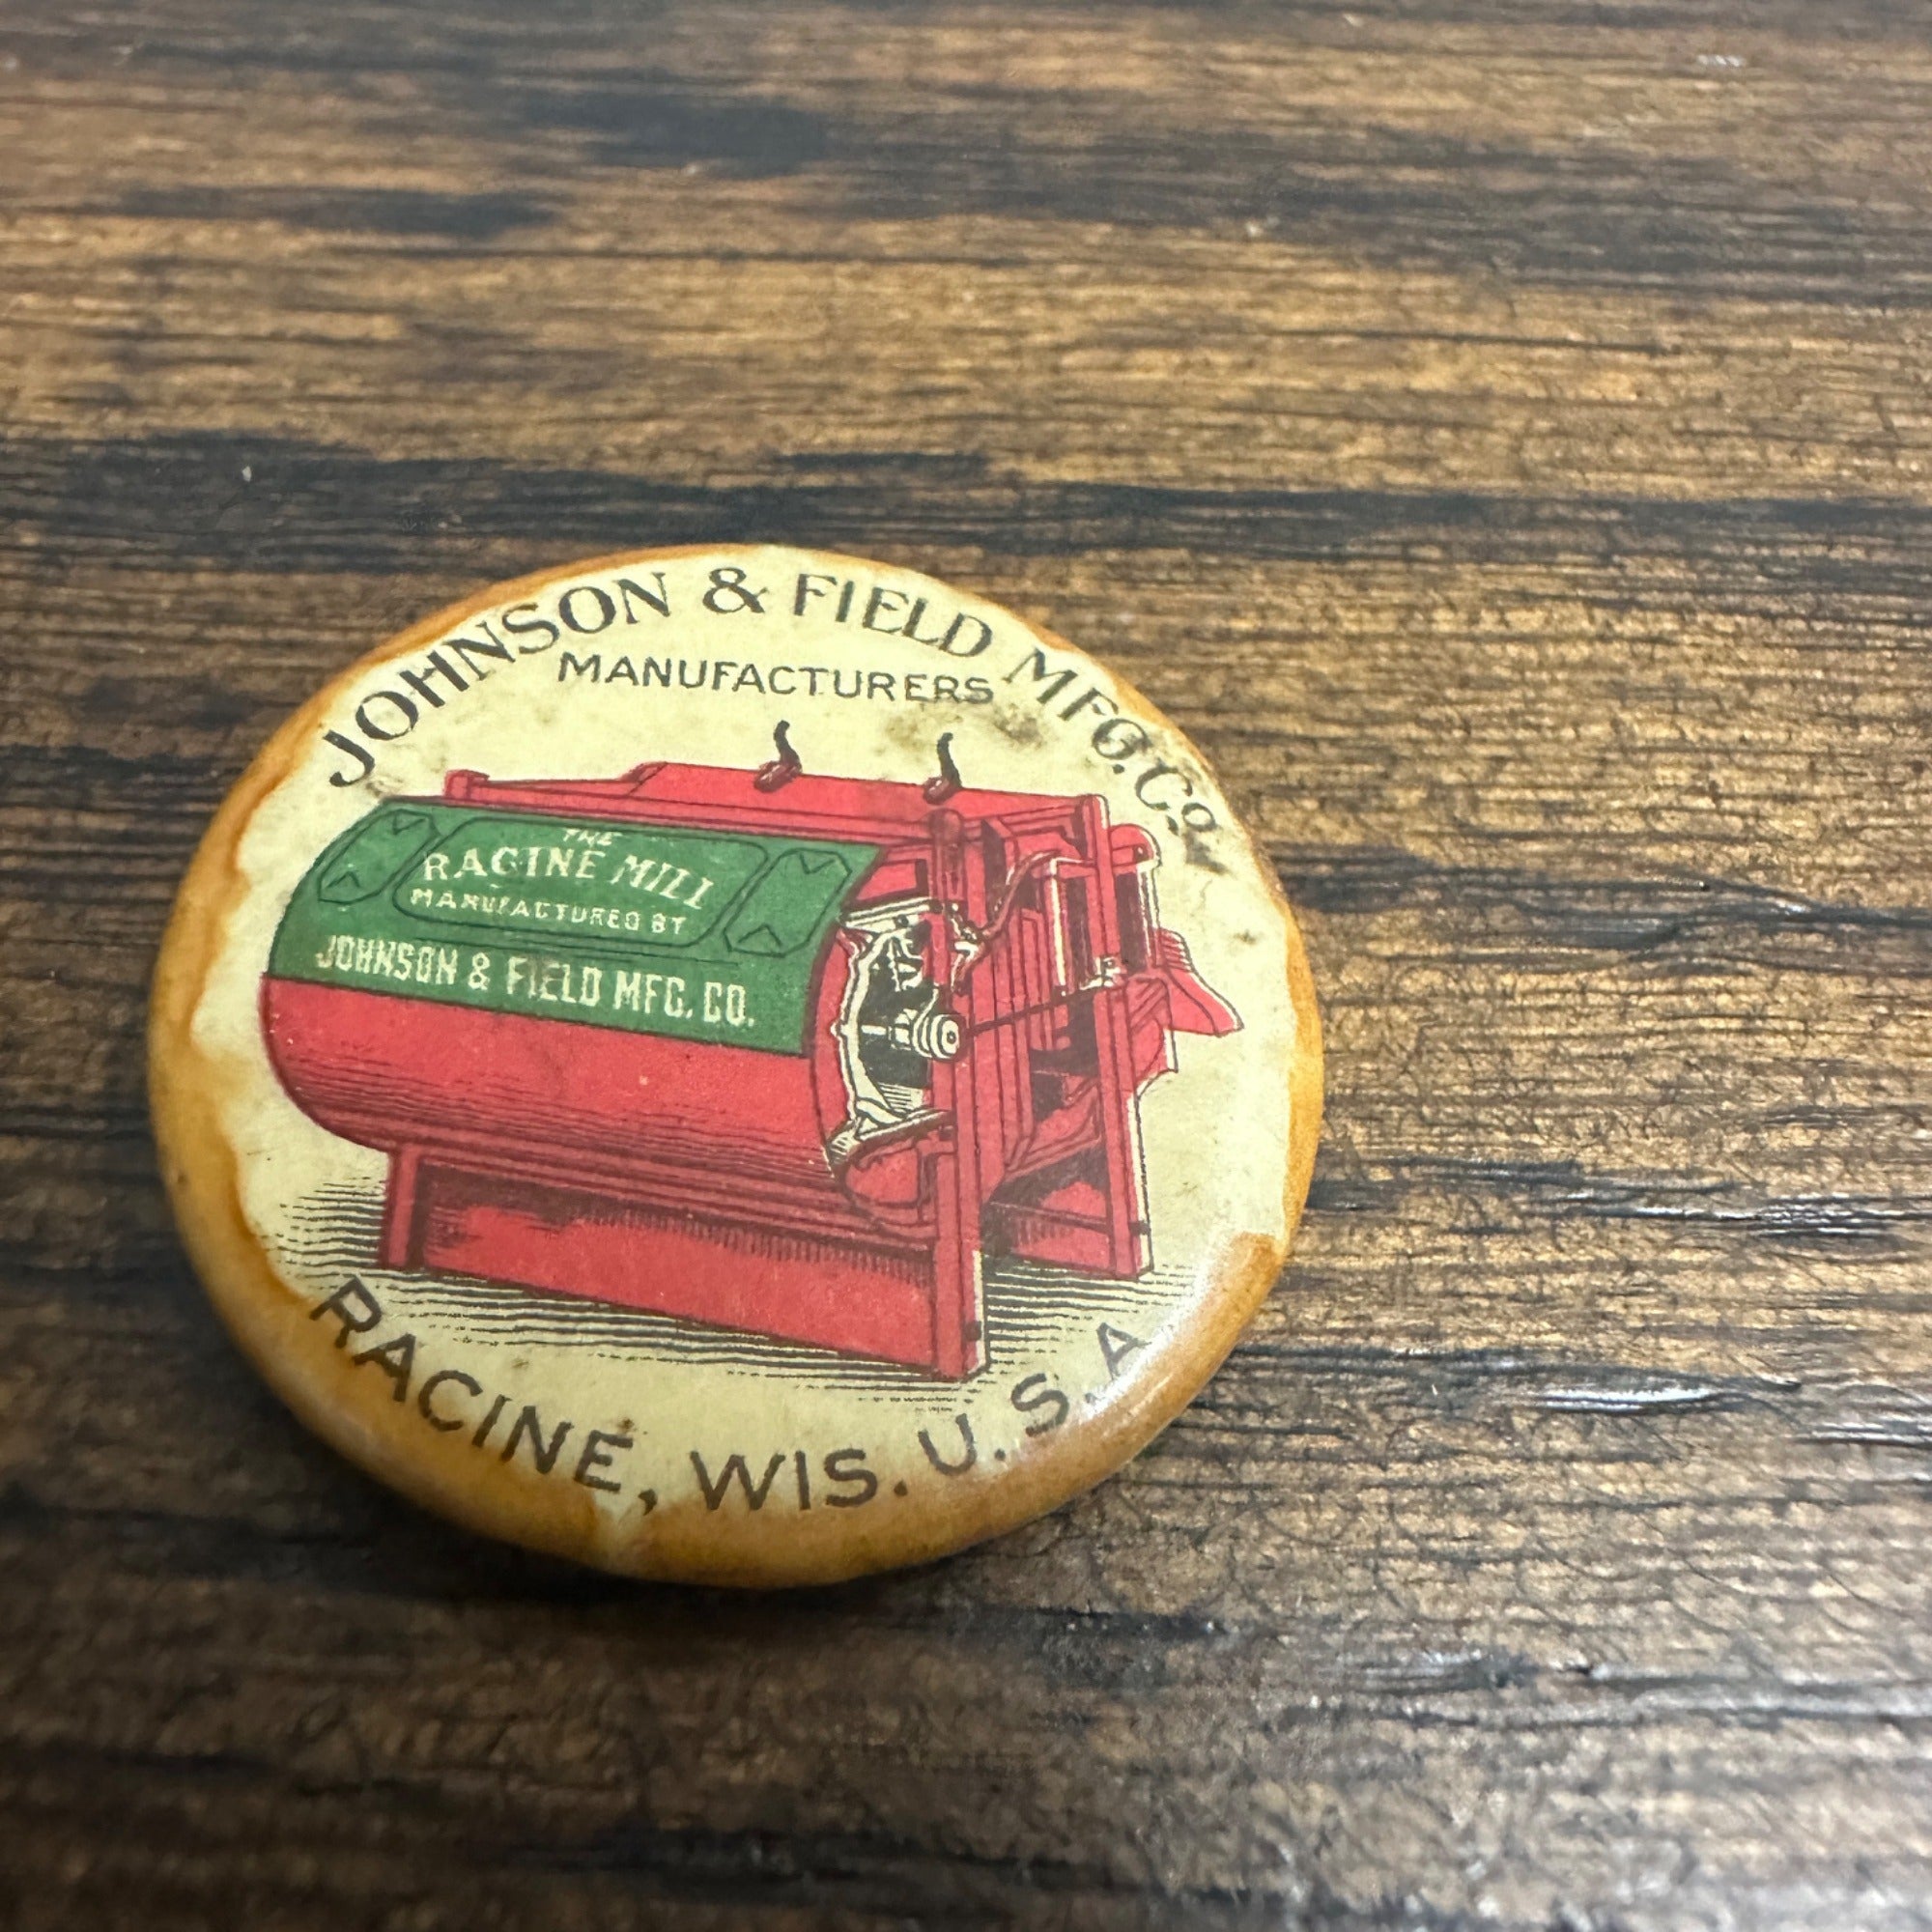 JOHNSON & FIELD MFG. CO.
MANUFACTURERS
THE
RACINE MILL
MANUFACTURED BY
JOHNSON & FIELD MFG. CO.
RACINE, WIS. U.S.A